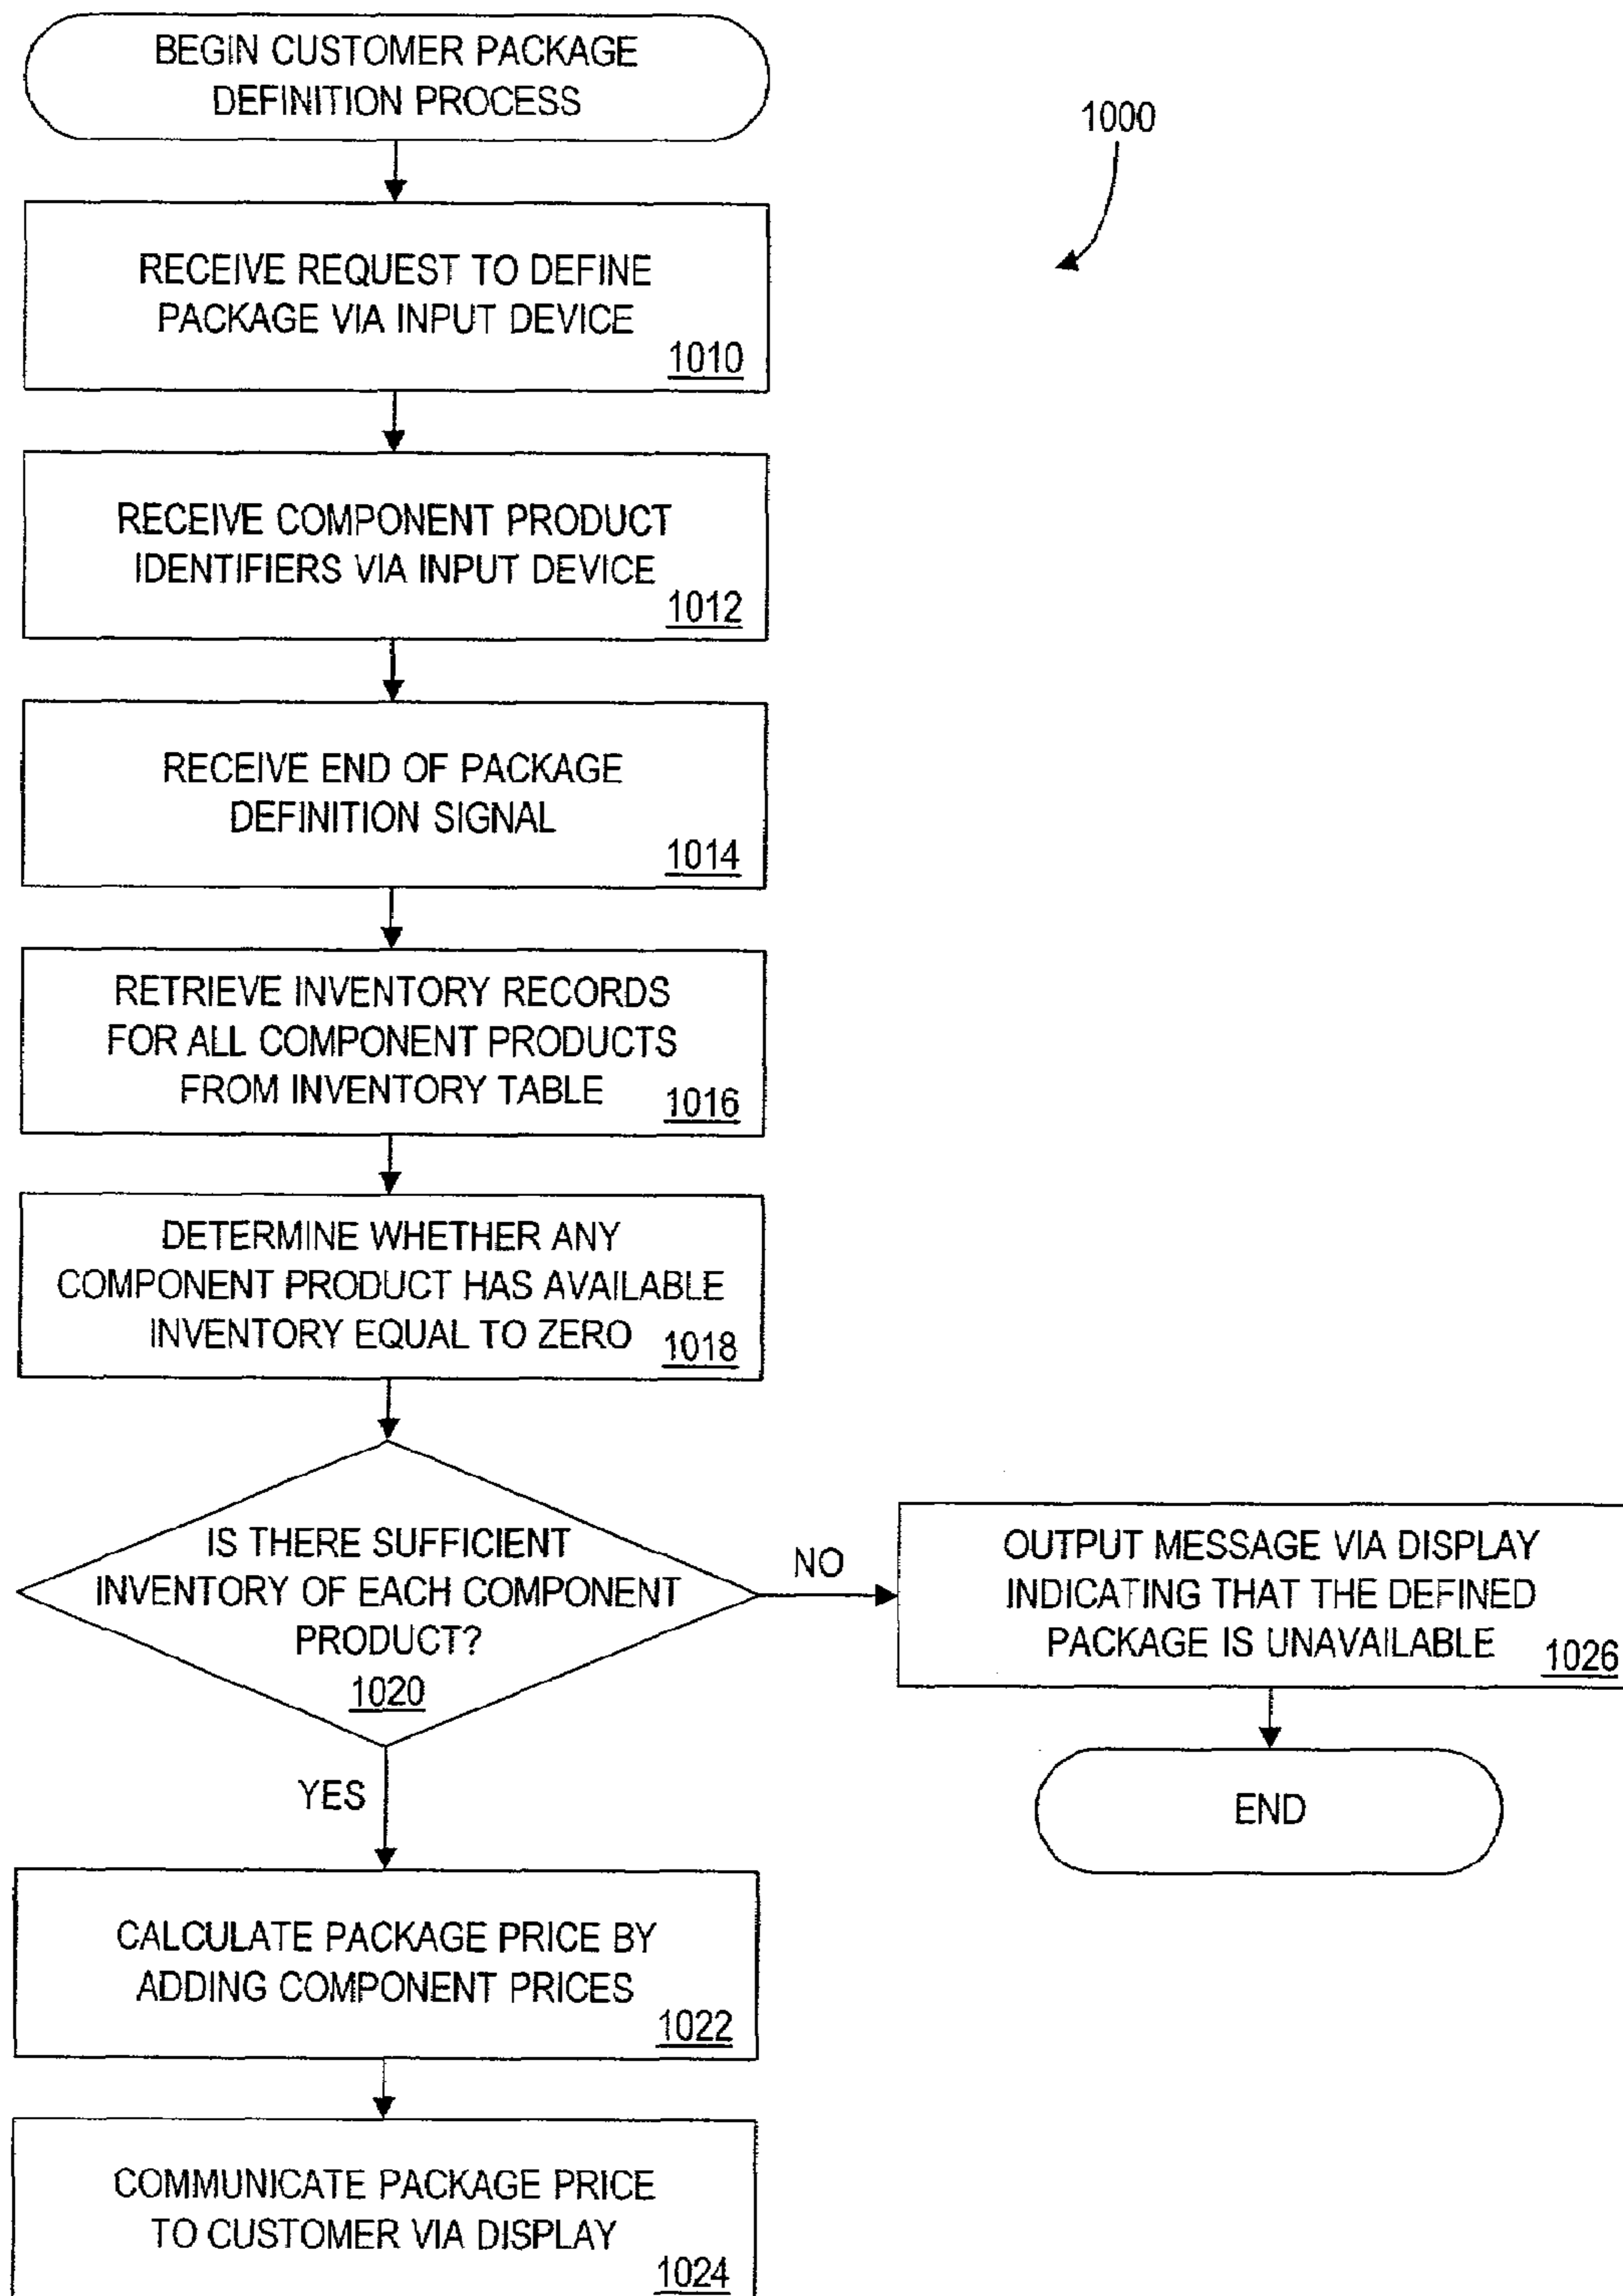 BEGIN CUSTOMER PACKAGE
DEFINITION PROCESS
1000
RECEIVE REQUEST TO DEFINE
PACKAGE VIA INPUT DEVICE
1010
RECEIVE COMPONENT PRODUCT
IDENTIFIERS VIA INPUT DEVICE
1012
RECEIVE END OF PACKAGE
DEFINITION SIGNAL
1014
RETRIEVE INVENTORY RECORDS
FOR ALL COMPONENT PRODUCTS
FROM INVENTORY TABLE
1016
DETERMINE WHETHER ANY
COMPONENT PRODUCT HAS AVAILABLE
INVENTORY EQUAL TO ZERO
1018
IS THERE SUFFICIENT
INVENTORY OF EACH COMPONENT
PRODUCT?
1020
NO
OUTPUT MESSAGE VIA DISPLAY
INDICATING THAT THE DEFINED
PACKAGE IS UNAVAILABLE
1026
END
YES
CALCULATE PACKAGE PRICE BY
ADDING COMPONENT PRICES
1022
COMMUNICATE PACKAGE PRICE
TO CUSTOMER VIA DISPLAY
1024